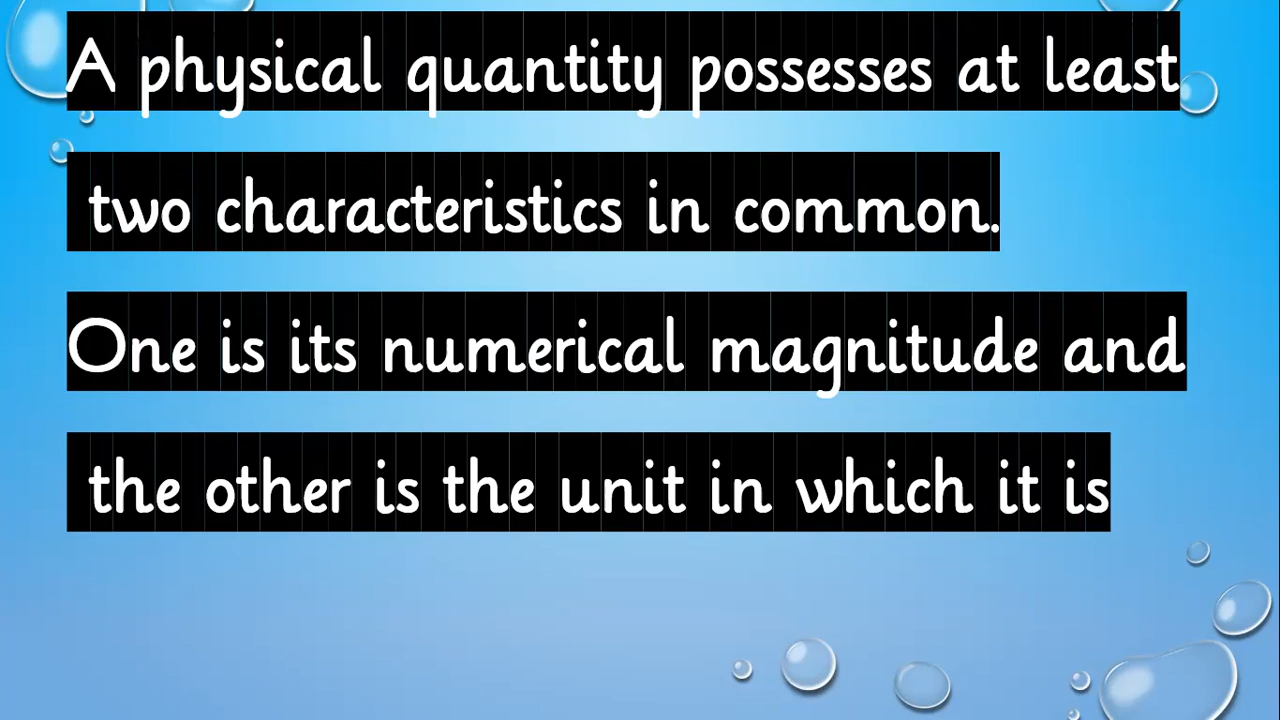 A physical quantity possesses at least
two characteristics in common.
One is its numerical magnitude and
the other is the unit in which it is